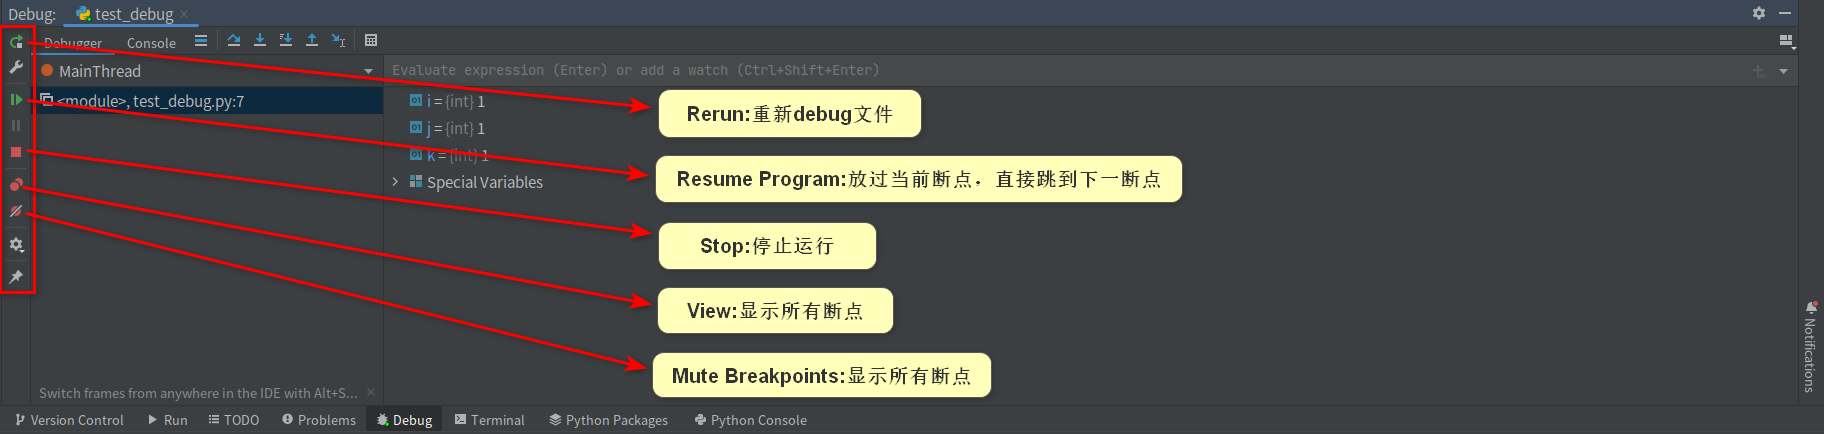 Debug: test_debug
Debugger Console
MainThread
Evaluate expression (Enter) or add a watch (Ctrl+Shift+Enter)
<module>, test_debug.py:7
i = {int} 1
j = {int} 1
k = {int} 1
Special Variables
Rerun:重新debug文件
Resume Program:放过当前断点，直接跳到下一断点
Stop:停止运行
View:显示所有断点
Mute Breakpoints:显示所有断点
Switch frames from anywhere in the IDE with Alt+S...
Notifications
Version Control Run TODO Problems Debug Terminal Python Packages Python Console